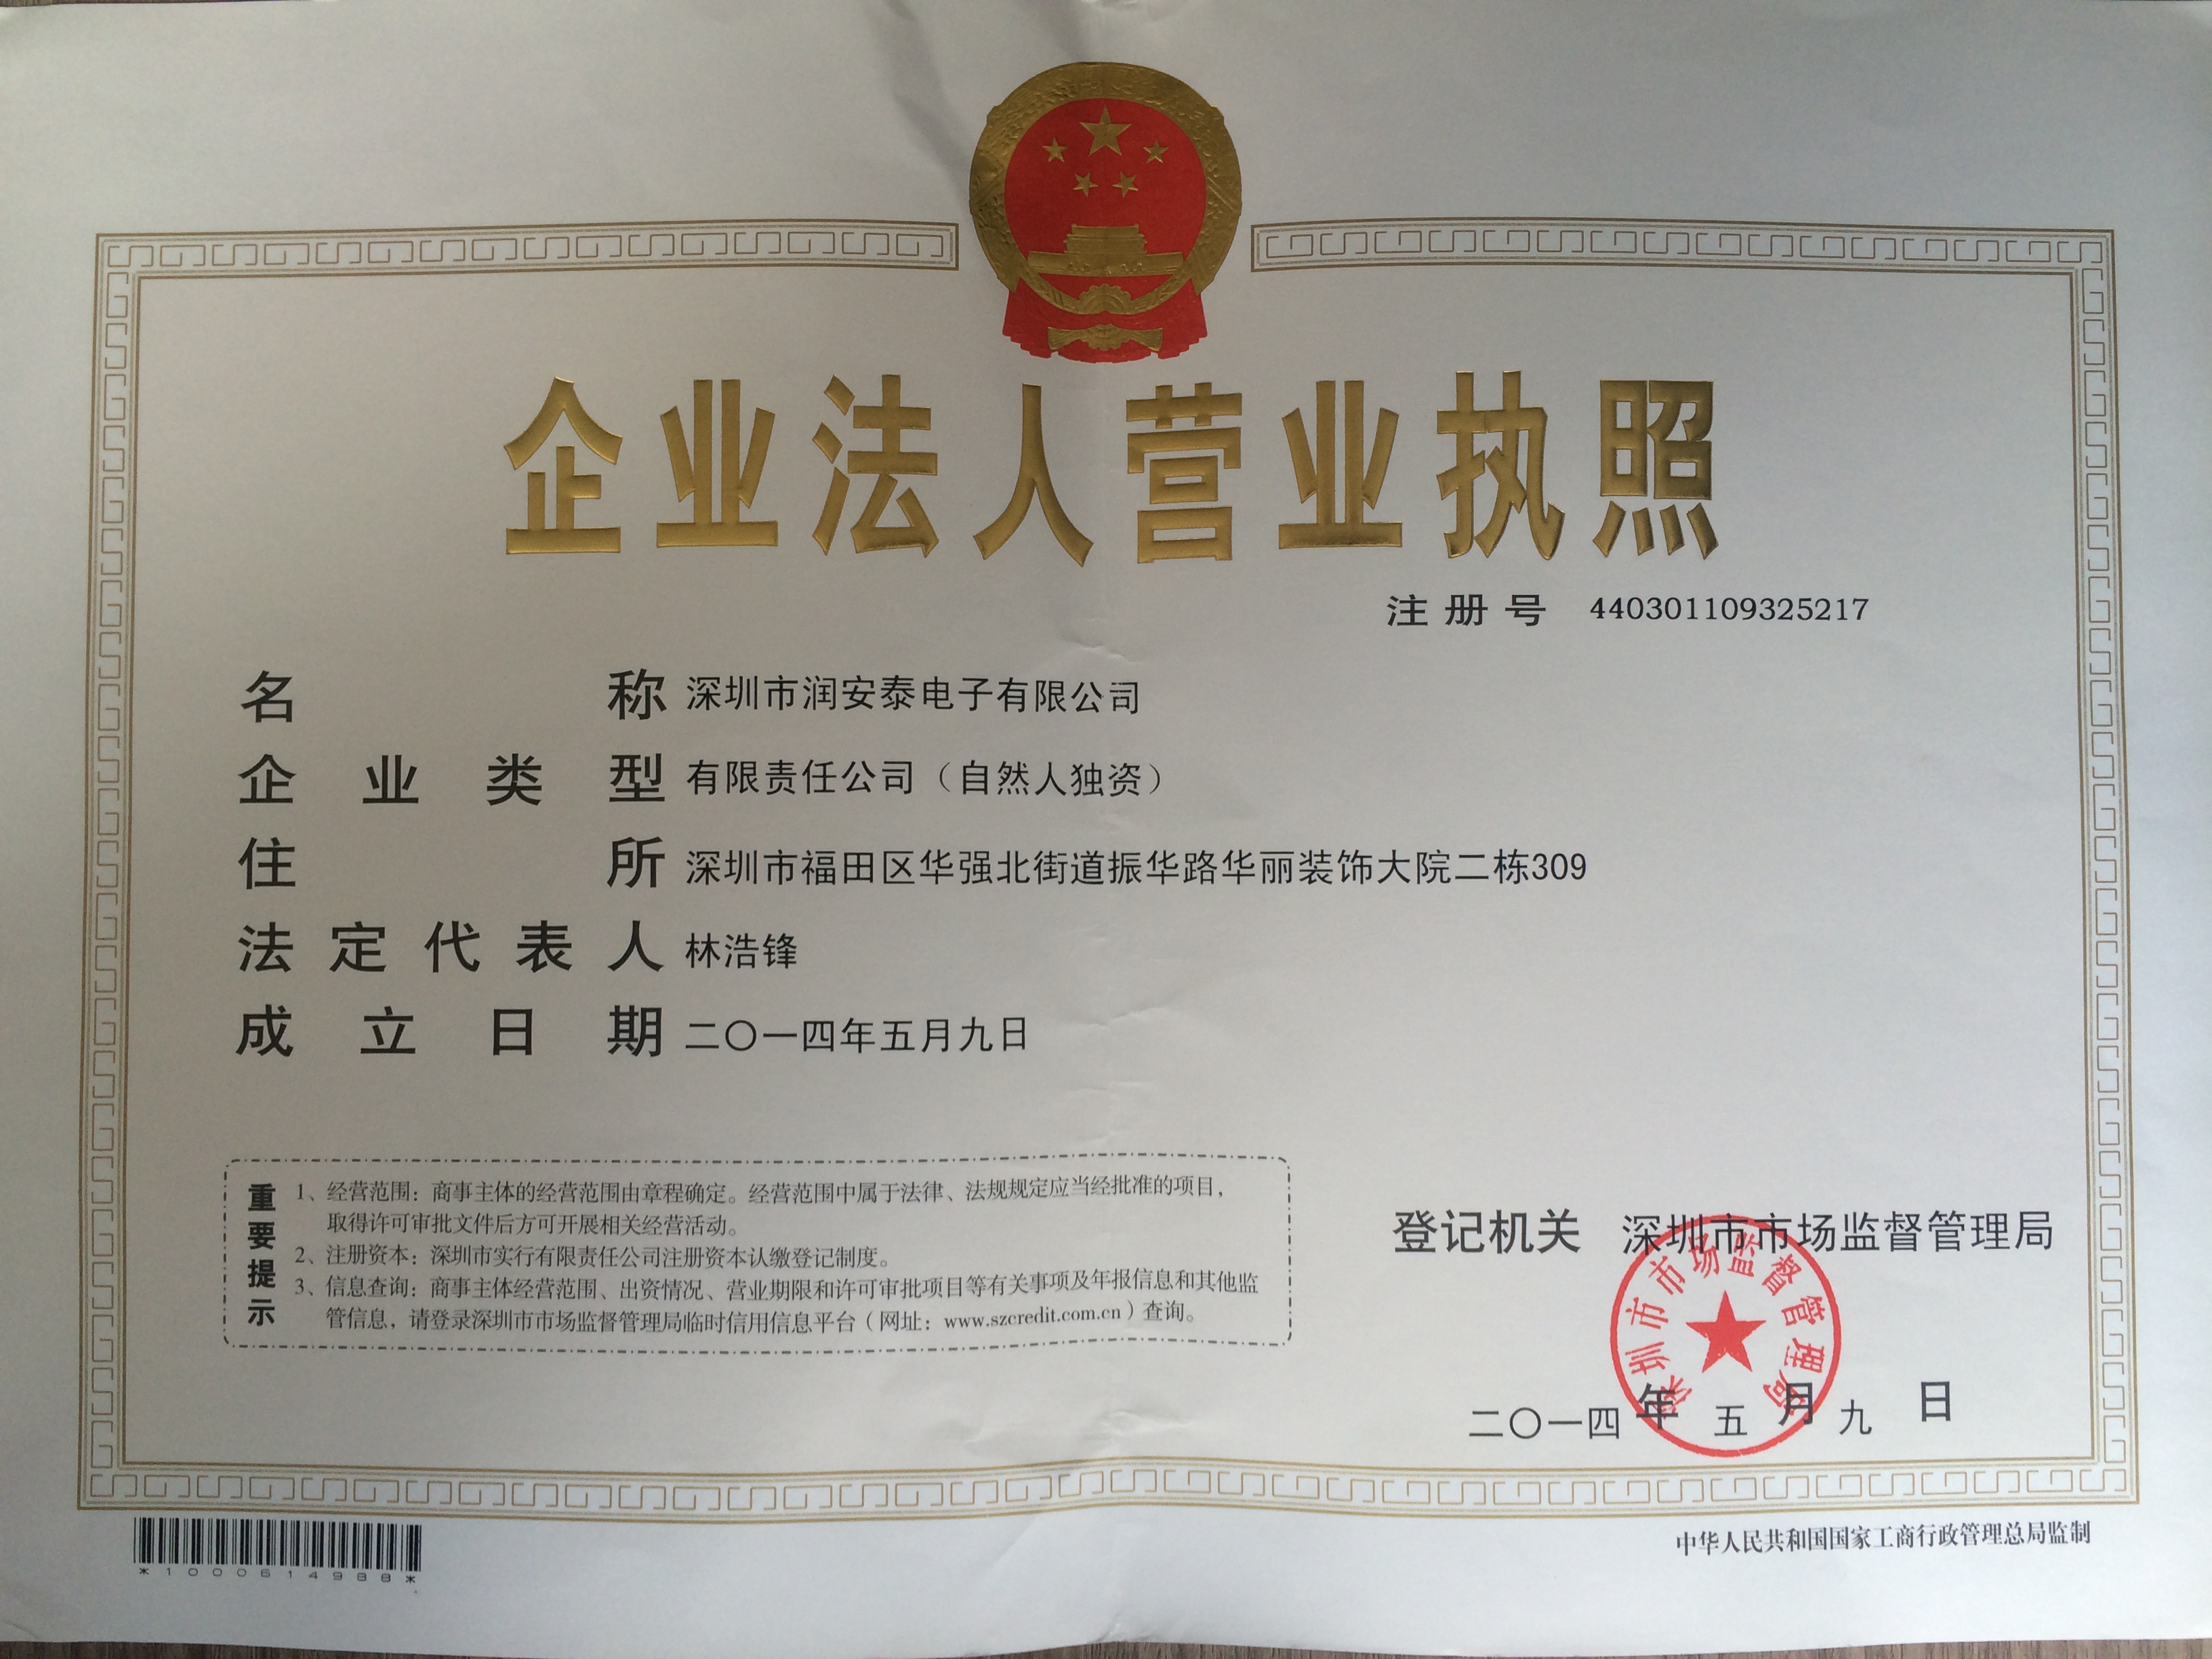 企业法人营业执照
注册号 440301109325217
名称 深圳市润安泰电子有限公司
企业类型 有限责任公司（自然人独资）
住所 深圳市福田区华强北街道振华路华丽装饰大院二栋309
法定代表人 林浩锋
成立日期 二〇一四年五月九日
重要提示
1、经营范围：商事主体的经营范围由章程确定。经营范围中属于法律、法规规定应当经批准的项目，
取得许可审批文件后方可开展相关经营活动。
2、注册资本：深圳市实行有限责任公司注册资本认缴登记制度。
3、信息查询：商事主体经营范围、出资情况、营业期限和许可审批项目等有关事项及年报信息和其他监
管信息，请登录深圳市市场监督管理局临时信用信息平台（网址：www.szcredit.com.cn）查询。
登记机关 深圳市市场监督管理局
深圳市市场监督管理局
二〇一四年五月九日
*1000614988*
中华人民共和国国家工商行政管理总局监制